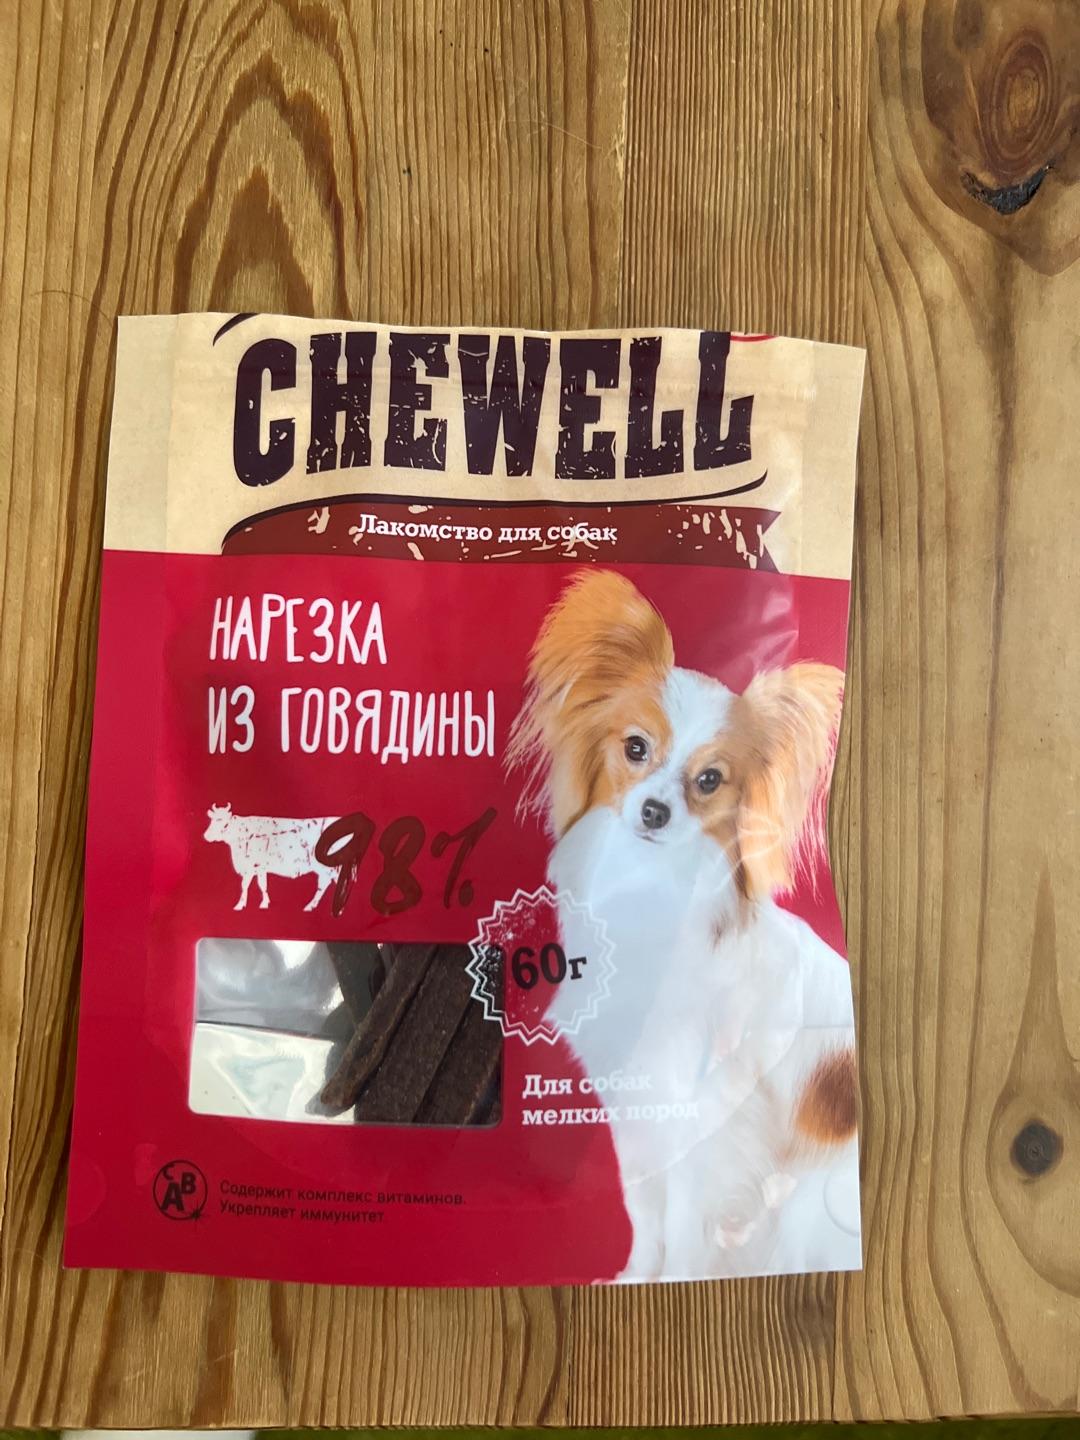 CHEWELL
Лакомство для собак
НАРЕЗКА
ИЗ ГОВЯДИНЫ
98%
60г
Для собак
мелких пород
C
A B
Содержит комплекс витаминов.
Укрепляет иммунитет